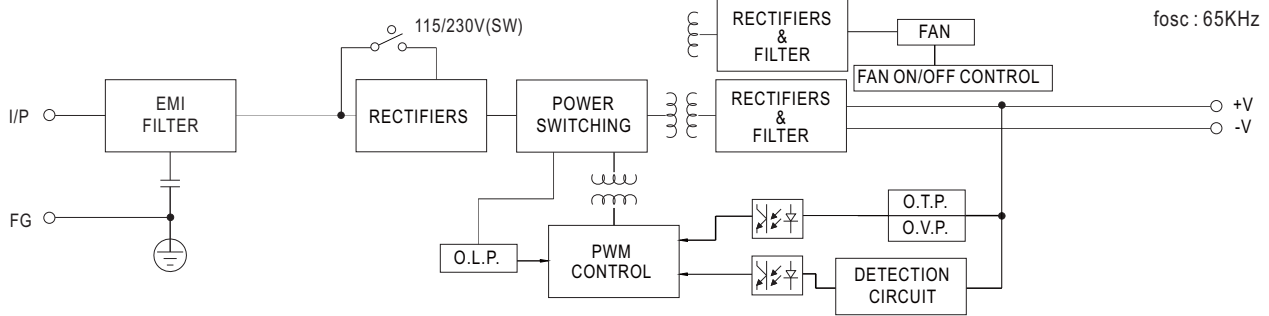 115/230V(SW)
RECTIFIERS
&
FILTER
FAN
fosc : 65KHz
FAN ON/OFF CONTROL
I/P
EMI
FILTER
RECTIFIERS
POWER
SWITCHING
RECTIFIERS
&
FILTER
+V
-V
FG
O.L.P.
PWM
CONTROL
O.T.P.
O.V.P.
DETECTION
CIRCUIT